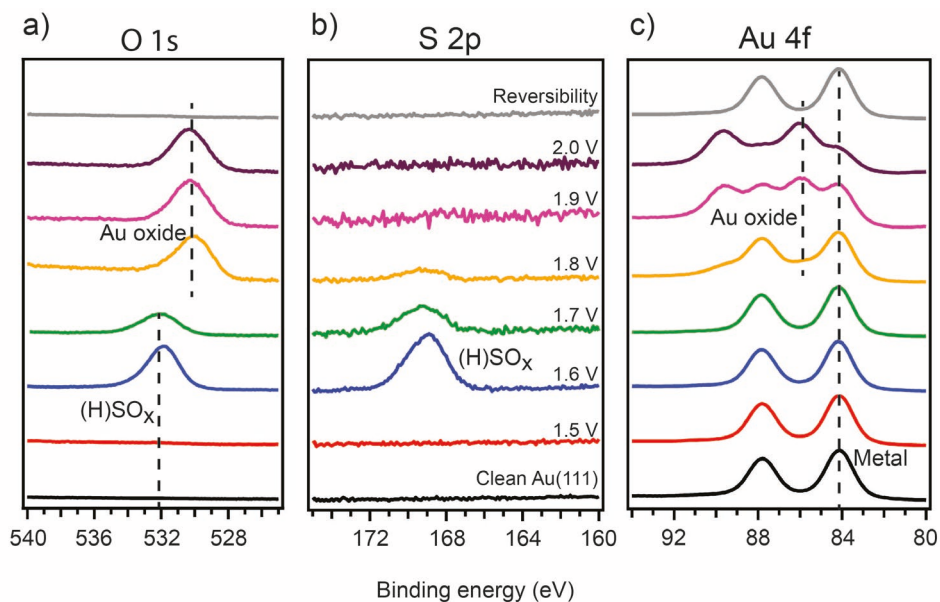 a)
O 1s
b)
S 2p
c)
Au 4f
Reversibility
2.0 V
1.9 V
1.8 V
1.7 V
1.6 V
1.5 V
Clean Au(111)
Au oxide
(H)SOₓ
(H)SOₓ
Au oxide
Metal
540 536 532 528
172 168 164 160
92 88 84 80
Binding energy (eV)